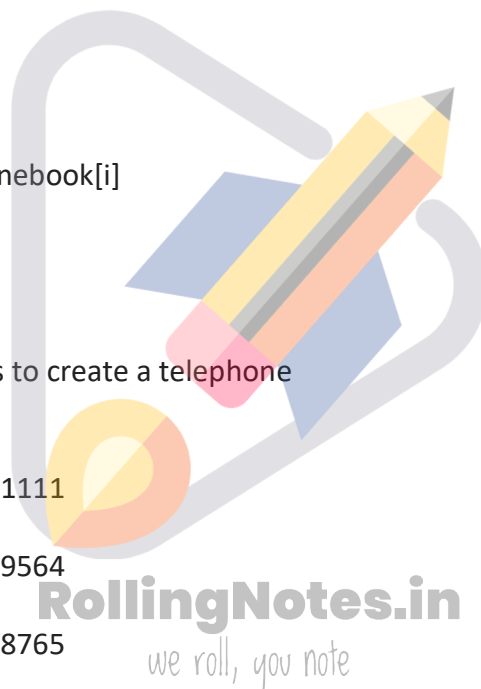 nebook[i]
s to create a telephone
1111
9564
RollingNotes.in
8765
we roll, you note